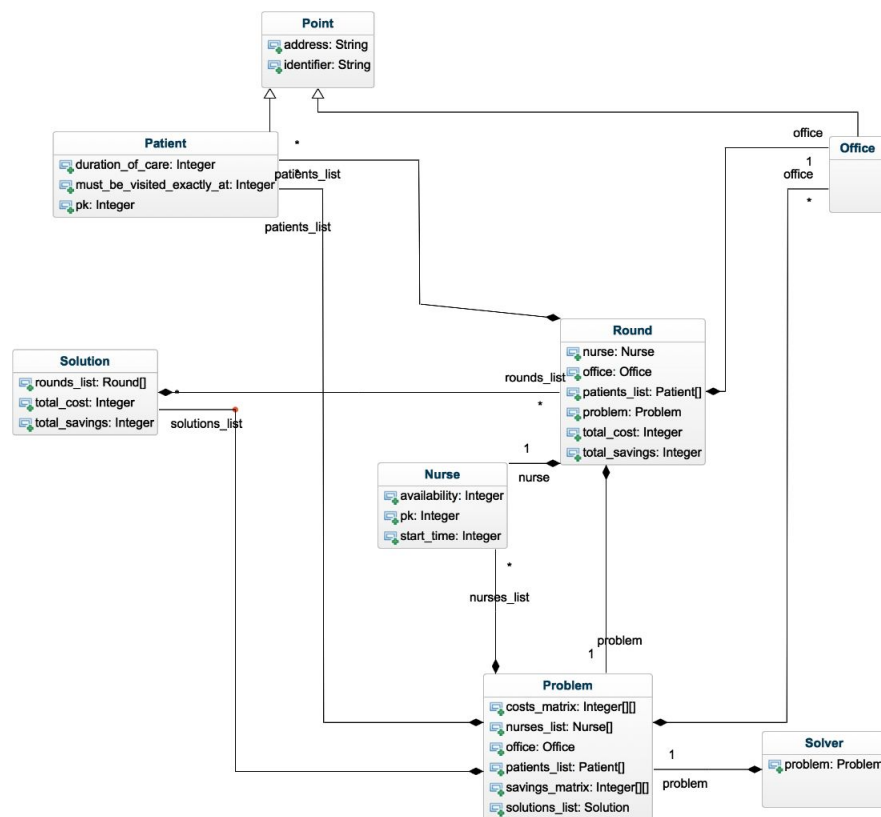 Point
address: String
identifier: String
Patient
duration_of_care: Integer
must_be_visited_exactly_at: Integer
pk: Integer
*
patients_list
*
patients_list
office
1
Office
office
*
Round
nurse: Nurse
office: Office
patients_list: Patient[]
problem: Problem
total_cost: Integer
total_savings: Integer
Solution
rounds_list: Round[]
total_cost: Integer
total_savings: Integer
*
solutions_list
rounds_list
*
1
nurse
Nurse
availability: Integer
pk: Integer
start_time: Integer
*
nurses_list
problem
1
Problem
costs_matrix: Integer[][]
nurses_list: Nurse[]
office: Office
patients_list: Patient[]
savings_matrix: Integer[][]
solutions_list: Solution
1
problem
Solver
problem: Problem